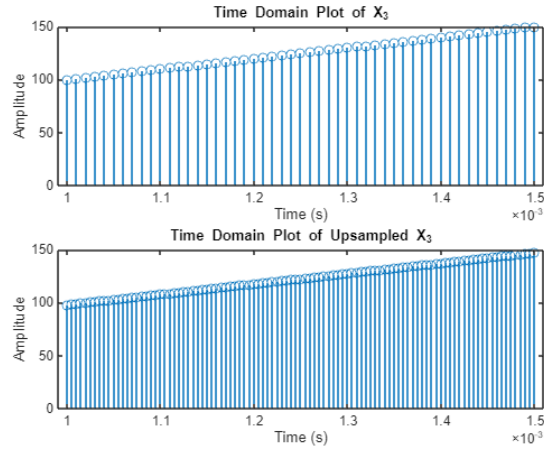 Time Domain Plot of X₃
150
100
50
0
Amplitude
1 1.1 1.2 1.3 1.4 1.5
Time (s)
×10⁻³
Time Domain Plot of Upsampled X₃
150
100
50
0
Amplitude
1 1.1 1.2 1.3 1.4 1.5
Time (s)
×10⁻³